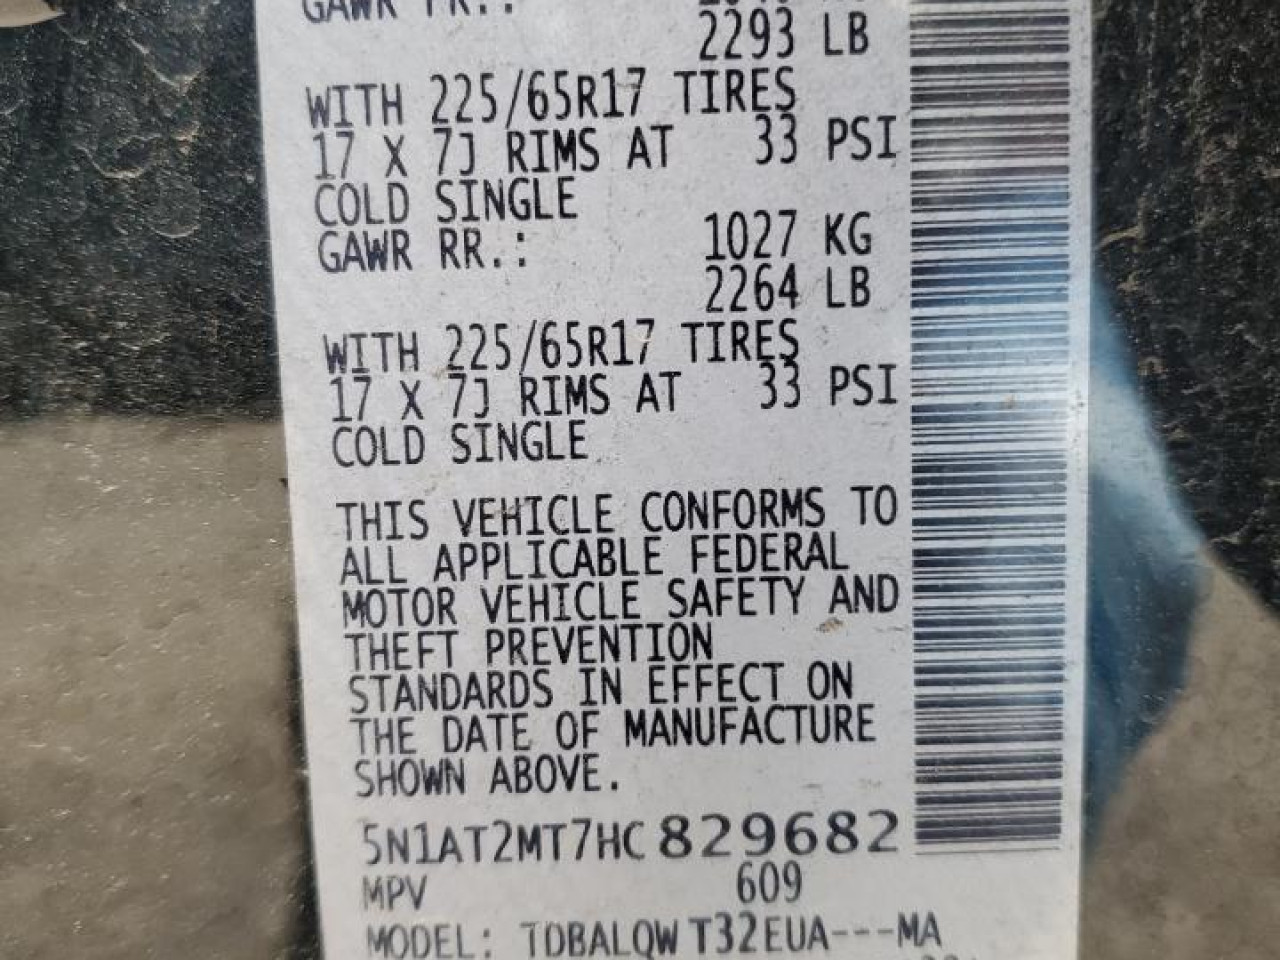 GAWR FR.:
2293 LB
WITH 225/65R17 TIRES
17 X 7J RIMS AT 33 PSI
COLD SINGLE
GAWR RR.: 1027 KG
2264 LB
WITH 225/65R17 TIRES
17 X 7J RIMS AT 33 PSI
COLD SINGLE
THIS VEHICLE CONFORMS TO
ALL APPLICABLE FEDERAL
MOTOR VEHICLE SAFETY AND
THEFT PREVENTION
STANDARDS IN EFFECT ON
THE DATE OF MANUFACTURE
SHOWN ABOVE.
5N1AT2MT7HC829682
MPV 609
MODEL: TDBALQW T32EUA---MA